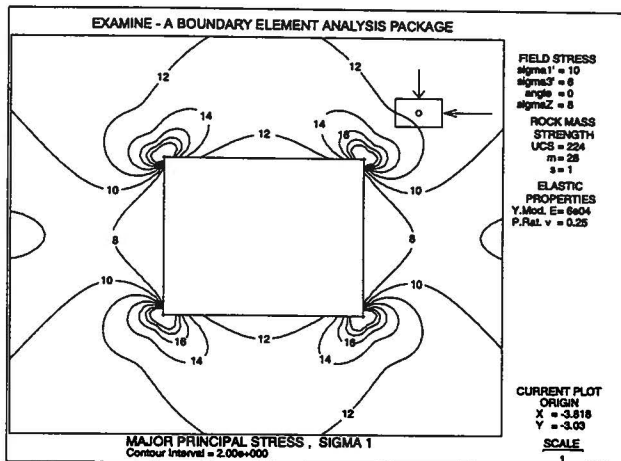 EXAMINE - A BOUNDARY ELEMENT ANALYSIS PACKAGE
12
12
14
14
12
16
10
10
8
8
10
10
12
16
16
14
14
12
FIELD STRESS
sigma1' = 10
sigma3' = 6
angle = 0
sigmaZ = 8
ROCK MASS
STRENGTH
UCS = 224
m = 28
s = 1
ELASTIC
PROPERTIES
Y.Mod. E= 6e04
P.Rat. v = 0.25
CURRENT PLOT
ORIGIN
X = -3.818
Y = -3.03
SCALE
1
MAJOR PRINCIPAL STRESS , SIGMA 1
Contour Interval = 2.00e+000